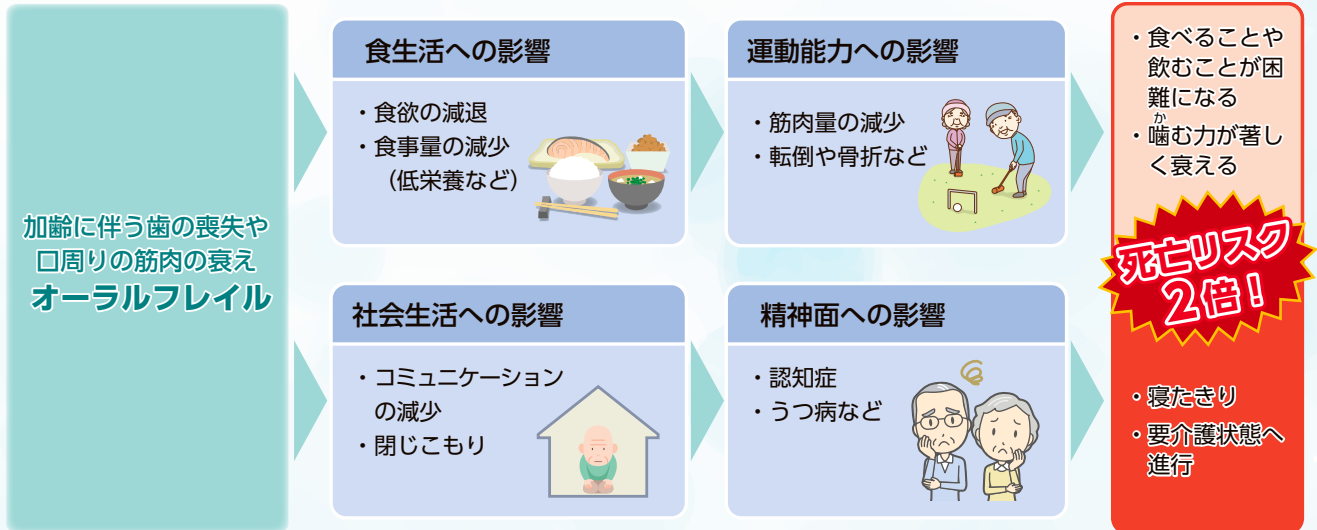 加齢に伴う歯の喪失や
口周りの筋肉の衰え
オーラルフレイル
食生活への影響
・食欲の減退
・食事量の減少
（低栄養など）
運動能力への影響
・筋肉量の減少
・転倒や骨折など
社会生活への影響
・コミュニケーション
の減少
・閉じこもり
精神面への影響
・認知症
・うつ病など
・食べることや
飲むことが困
難になる
か
・噛む力が著し
く衰える
死亡リスク
2倍！
・寝たきり
・要介護状態へ
進行